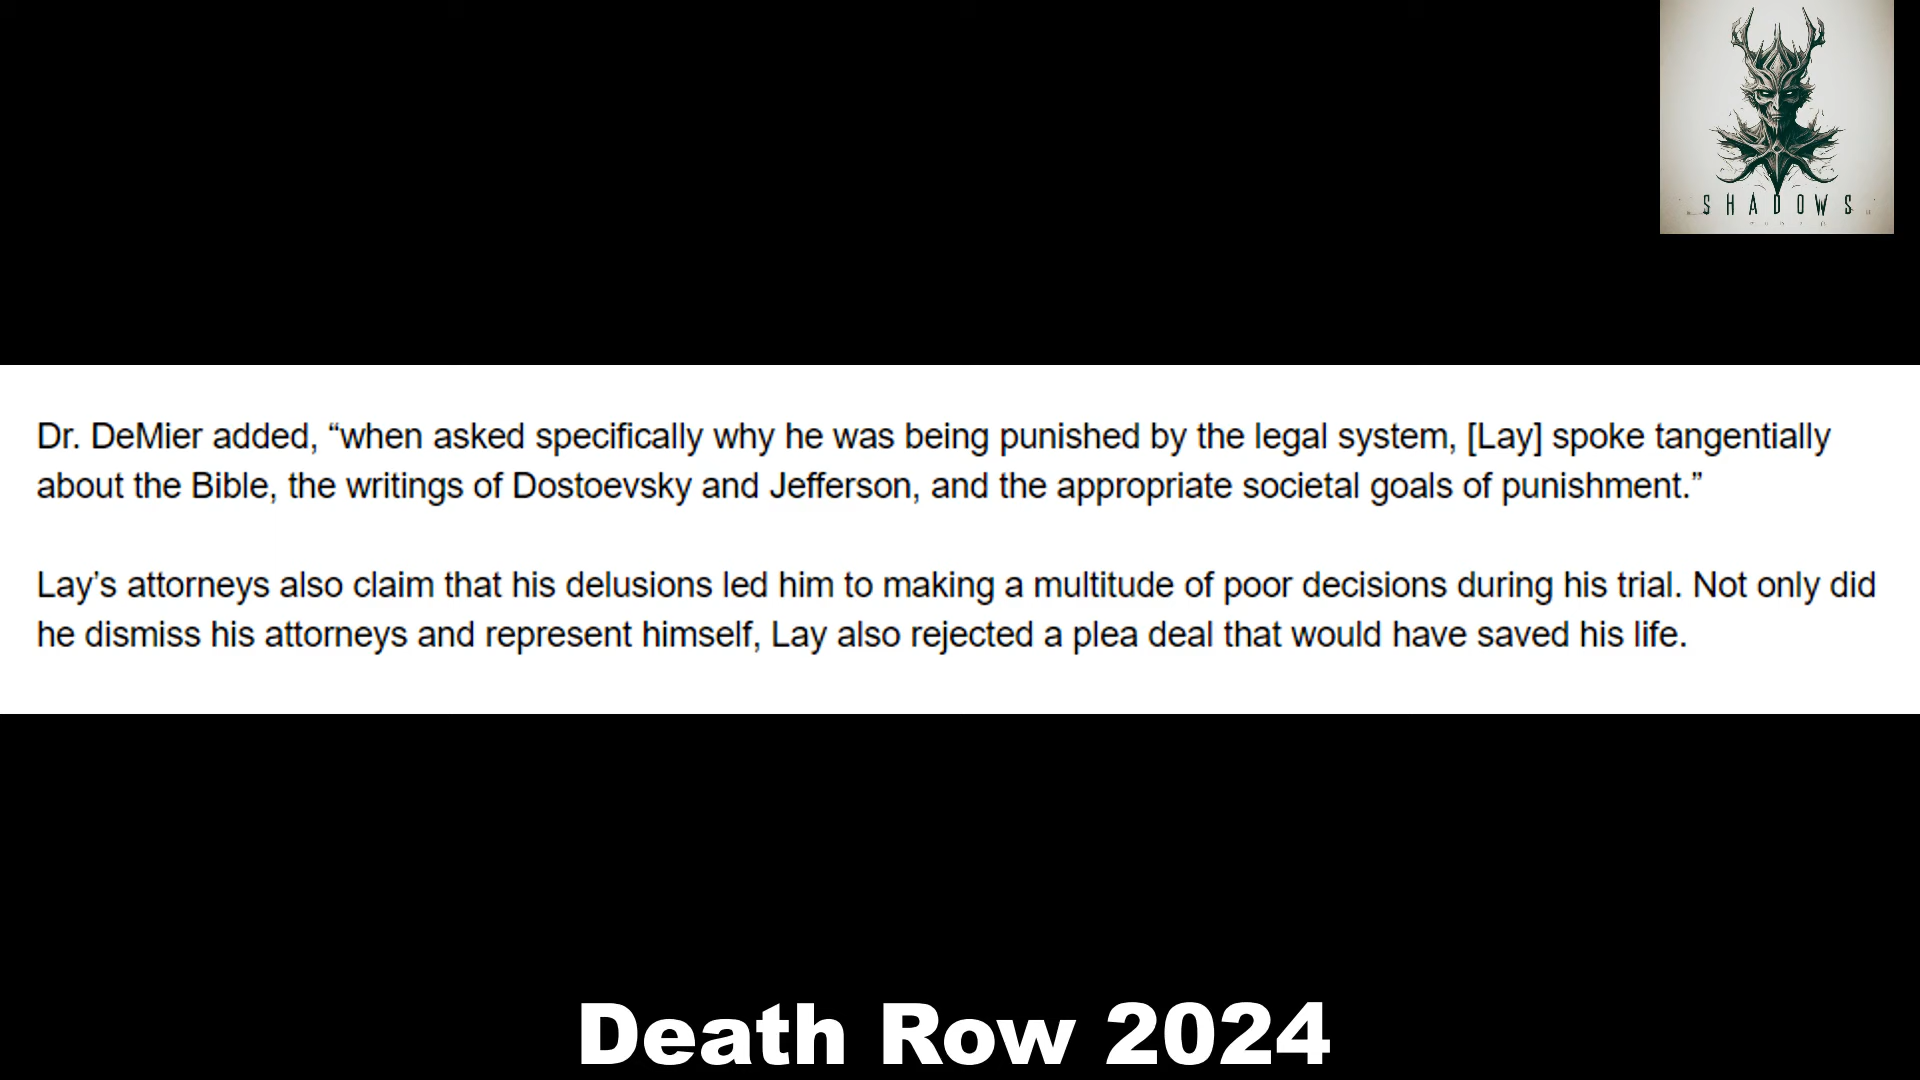 SHADOWS
Dr. DeMier added, “when asked specifically why he was being punished by the legal system, [Lay] spoke tangentially
about the Bible, the writings of Dostoevsky and Jefferson, and the appropriate societal goals of punishment.”
Lay’s attorneys also claim that his delusions led him to making a multitude of poor decisions during his trial. Not only did
he dismiss his attorneys and represent himself, Lay also rejected a plea deal that would have saved his life.
Death Row 2024